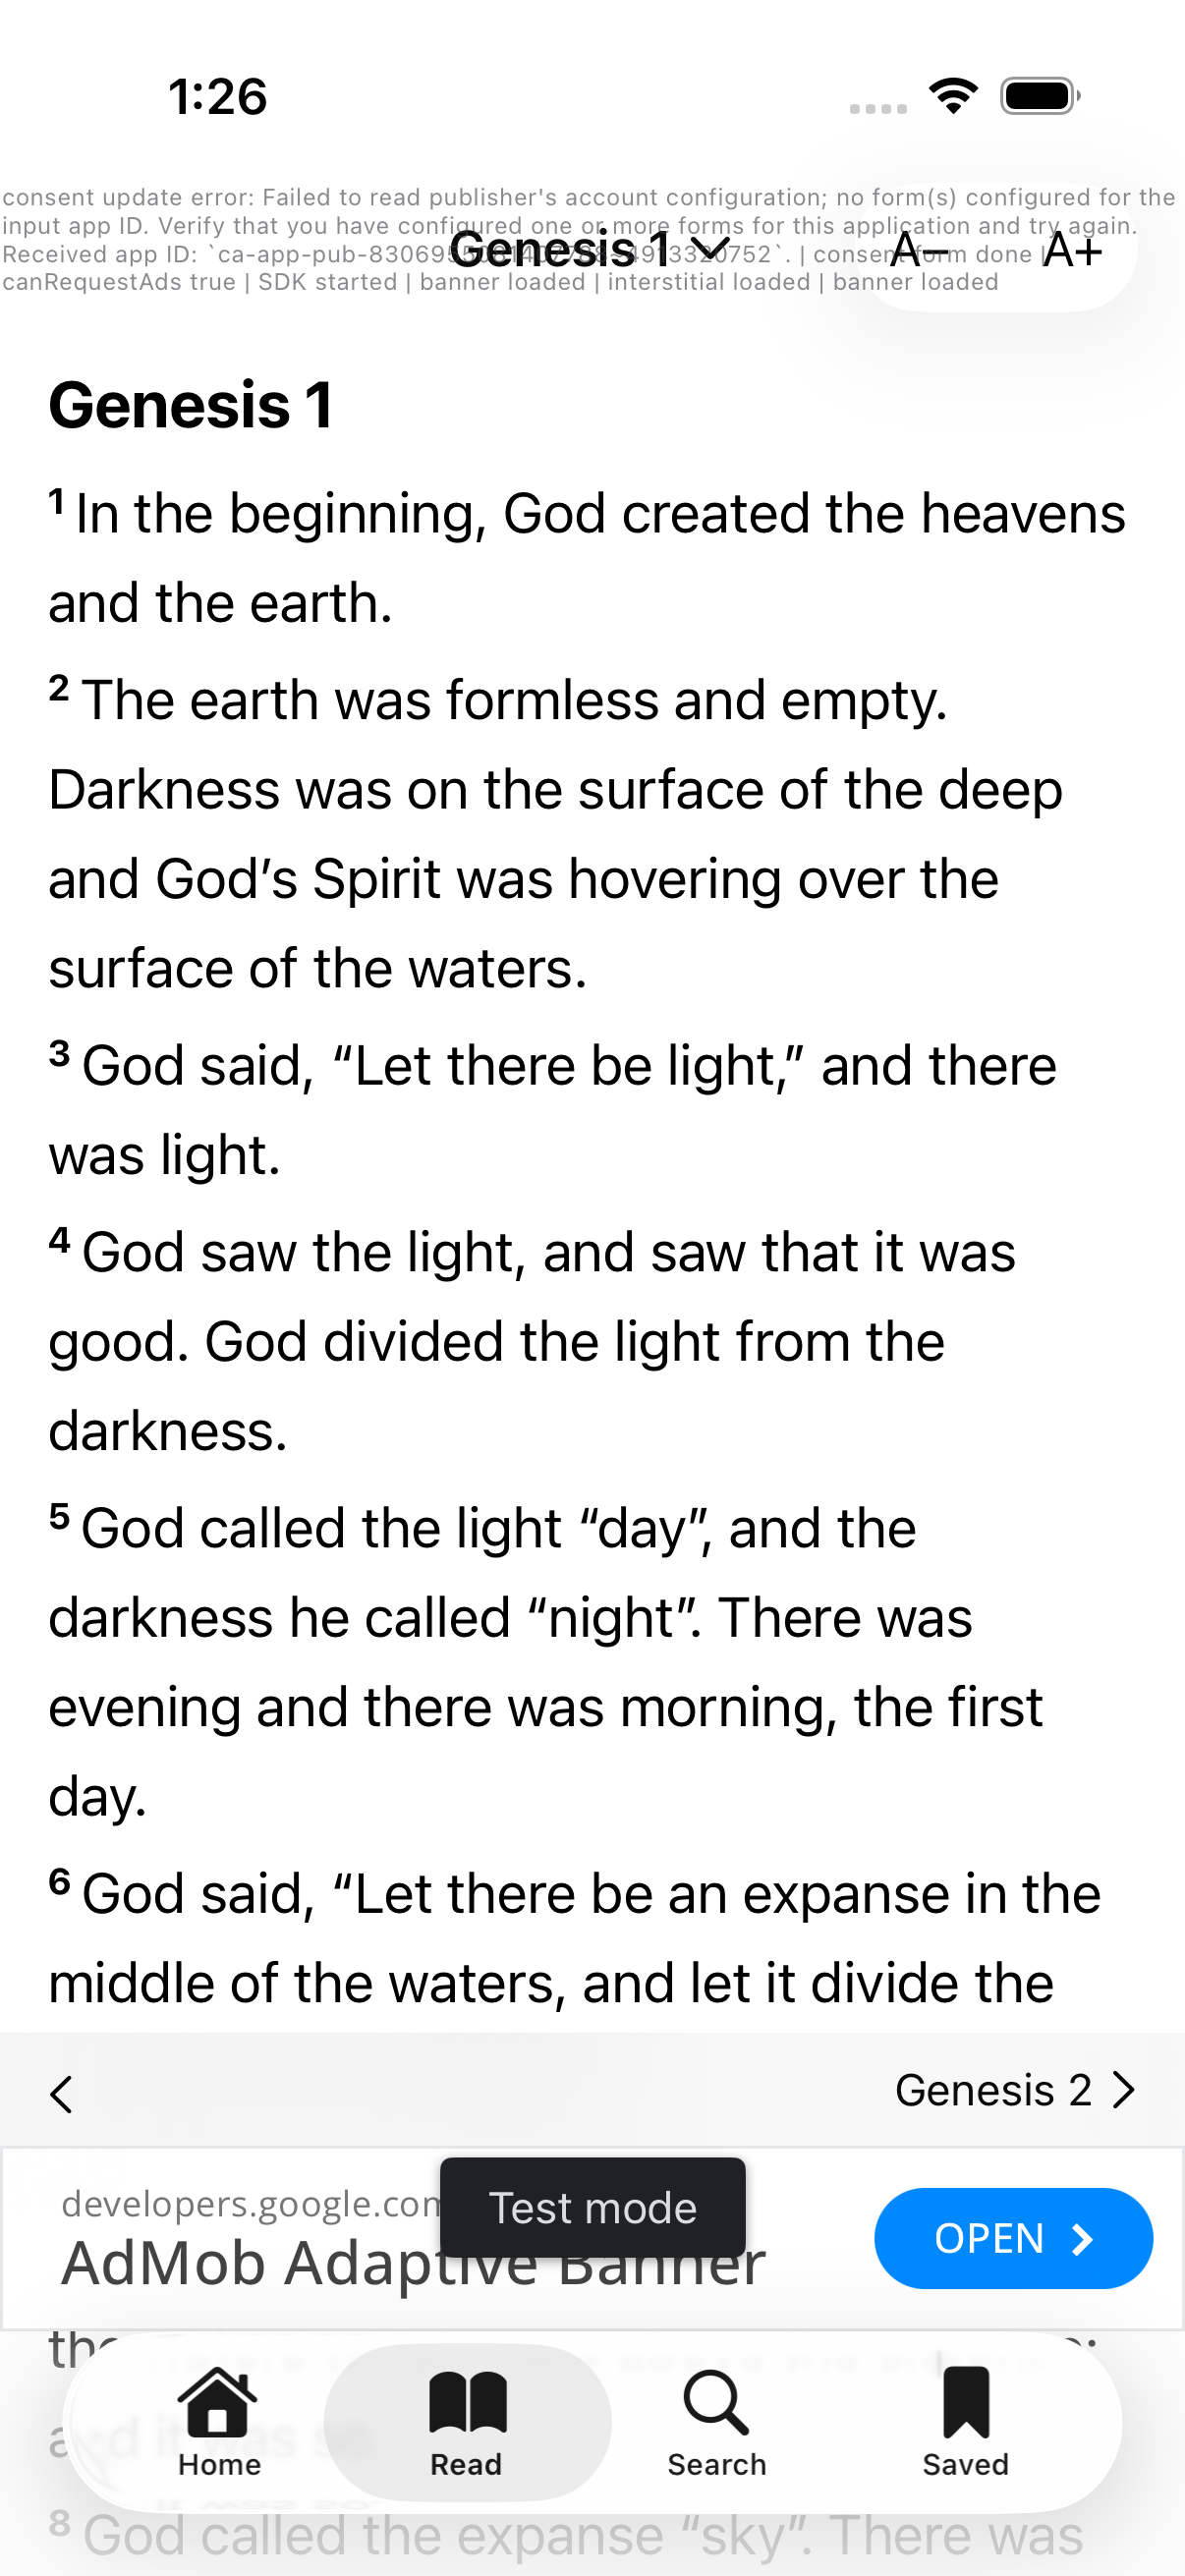 1:26
consent update error: Failed to read publisher's account configuration; no form(s) configured for the
input app ID. Verify that you have configured one or more forms for this application and try again.
Received app ID: . | consent form done |
canRequestAds true | SDK started | banner loaded | interstitial loaded | banner loaded
Genesis 1
A− A+
Genesis 1
1 In the beginning, God created the heavens
and the earth.
2 The earth was formless and empty.
Darkness was on the surface of the deep
and God’s Spirit was hovering over the
surface of the waters.
3 God said, “Let there be light,” and there
was light.
4 God saw the light, and saw that it was
good. God divided the light from the
darkness.
5 God called the light “day”, and the
darkness he called “night”. There was
evening and there was morning, the first
day.
6 God said, “Let there be an expanse in the
middle of the waters, and let it divide the
Genesis 2
developers.google.com
Test mode
AdMob Adaptive Banner
OPEN
Home
Read
Search
Saved
8 God called the expanse “sky”. There was